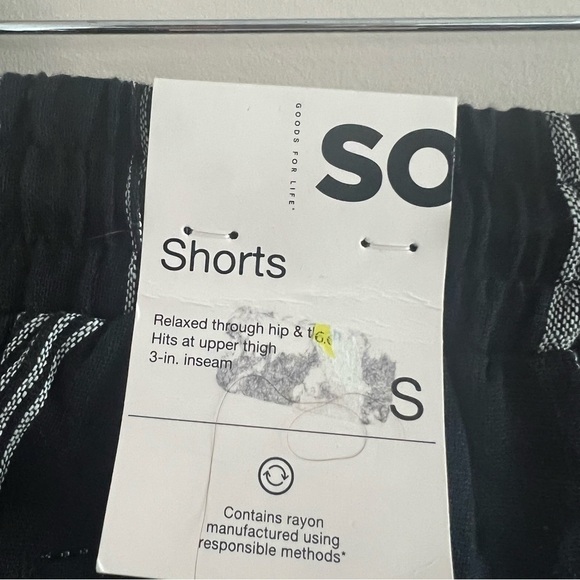 GOODS FOR LIFE*
SO
Shorts
Relaxed through hip & t
Hits at upper thigh
3-in. inseam
S
Contains rayon
manufactured using
responsible methods*